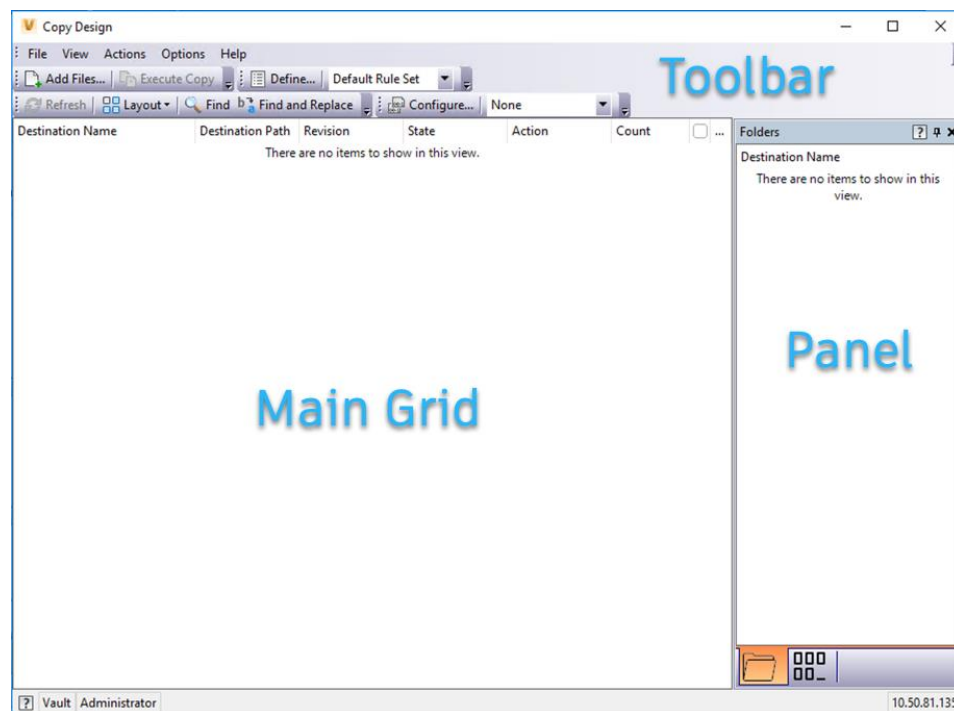 Copy Design
File View Actions Options Help
Toolbar
Add Files... Execute Copy Define... Default Rule Set
Refresh Layout Find Find and Replace Configure... None
Destination Name Destination Path Revision State Action Count ...
There are no items to show in this view.
Folders
Destination Name
There are no items to show in this
view.
Main Grid
Panel
Vault Administrator 10.50.81.135